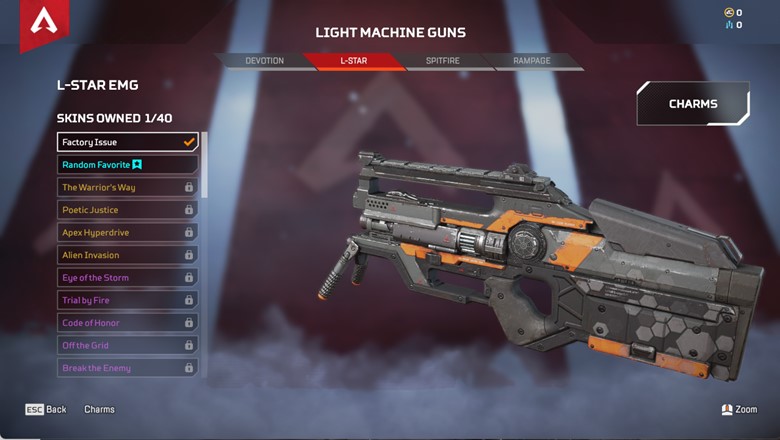 0
0
LIGHT MACHINE GUNS
DEVOTION L-STAR SPITFIRE RAMPAGE
L-STAR EMG
CHARMS
SKINS OWNED 1/40
Factory Issue
Random Favorite
The Warrior's Way
Poetic Justice
Apex Hyperdrive
Alien Invasion
Eye of the Storm
Trial by Fire
Code of Honor
Off the Grid
Break the Enemy
ESC Back Charms Zoom